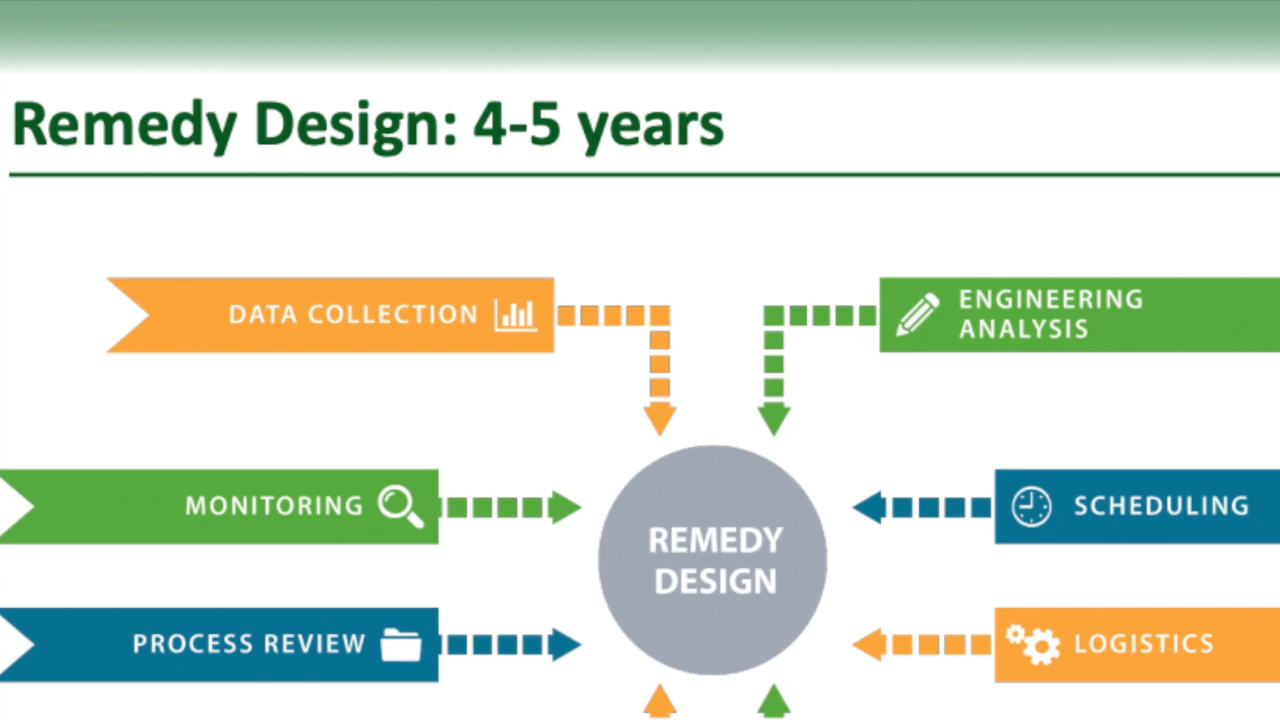 Remedy Design: 4-5 years
DATA COLLECTION
ENGINEERING
ANALYSIS
MONITORING
SCHEDULING
REMEDY
DESIGN
PROCESS REVIEW
LOGISTICS